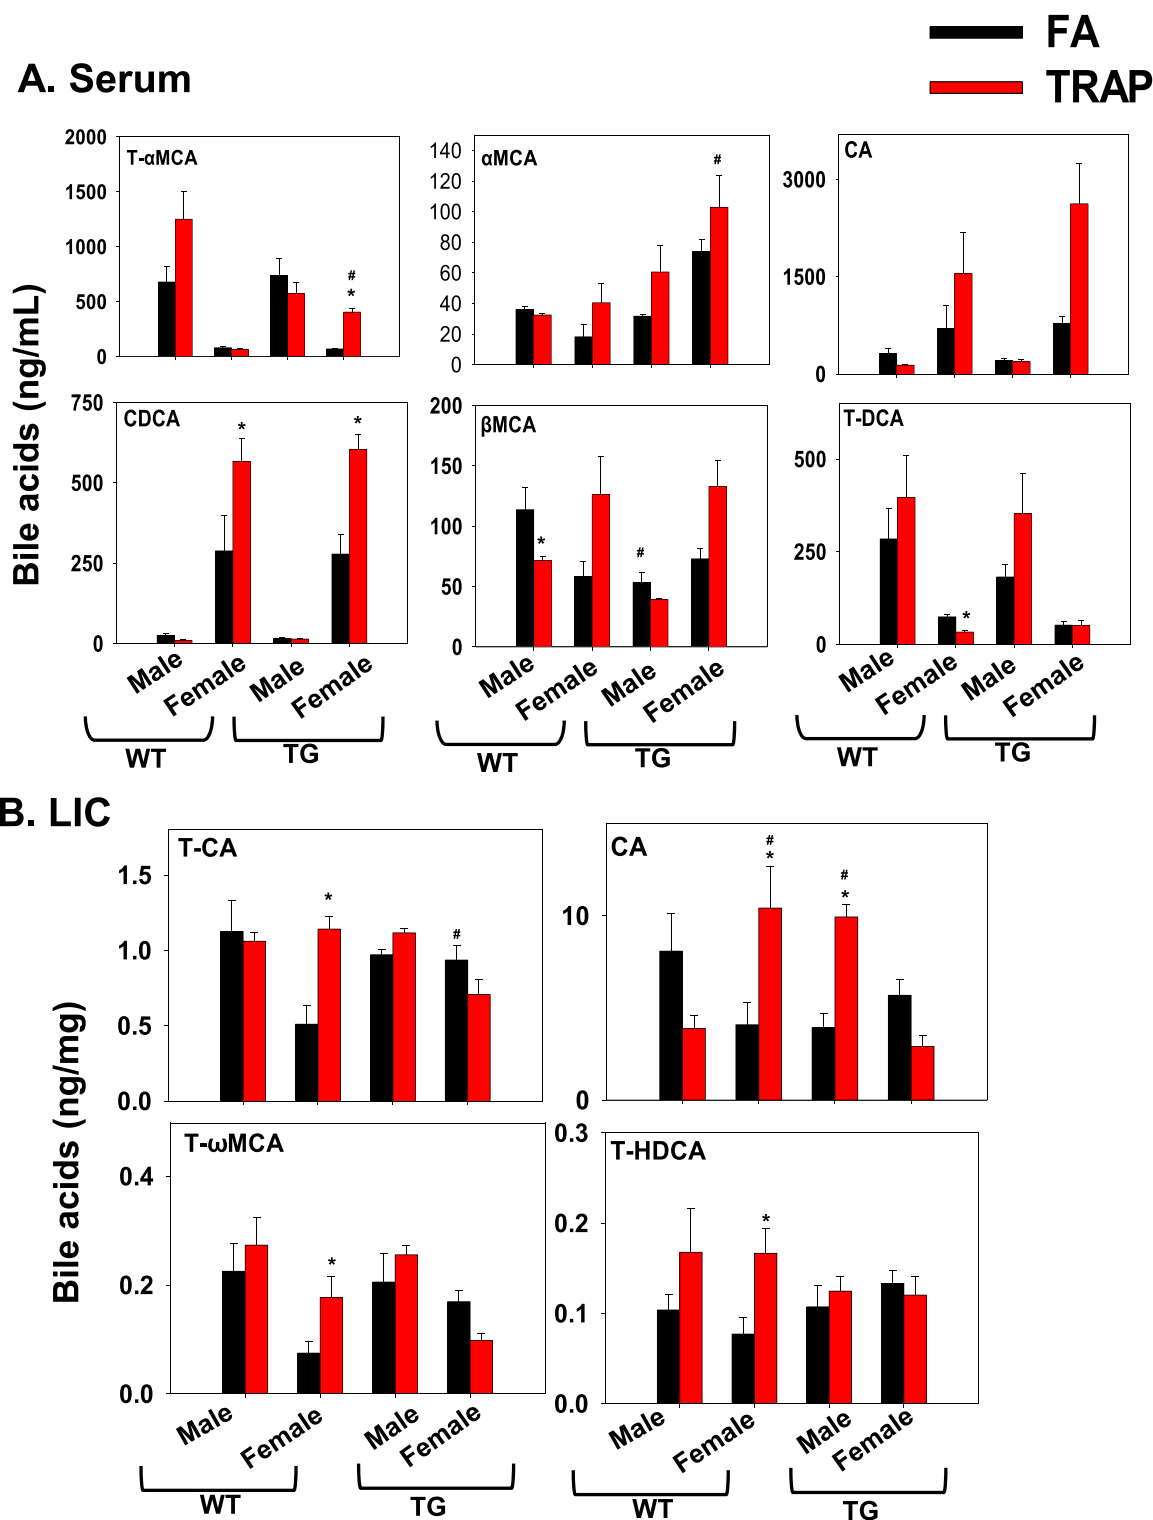 FA
TRAP
A. Serum
Bile acids (ng/mL)
T-αMCA
2000
1500
1000
500
0
#
*
αMCA
140
120
100
80
60
40
20
0
#
CA
3000
1500
0
CDCA
750
500
250
0
*
*
βMCA
200
150
100
50
0
*
#
T-DCA
500
250
0
*
Male Female Male Female
WT TG
Male Female Male Female
WT TG
Male Female Male Female
WT TG
B. LIC
Bile acids (ng/mg)
T-CA
1.5
1.0
0.5
0.0
*
#
CA
10
0
#
*
#
*
T-ωMCA
0.4
0.2
0.0
*
T-HDCA
0.3
0.2
0.1
0.0
*
Male Female Male Female
WT TG
Male Female Male Female
WT TG